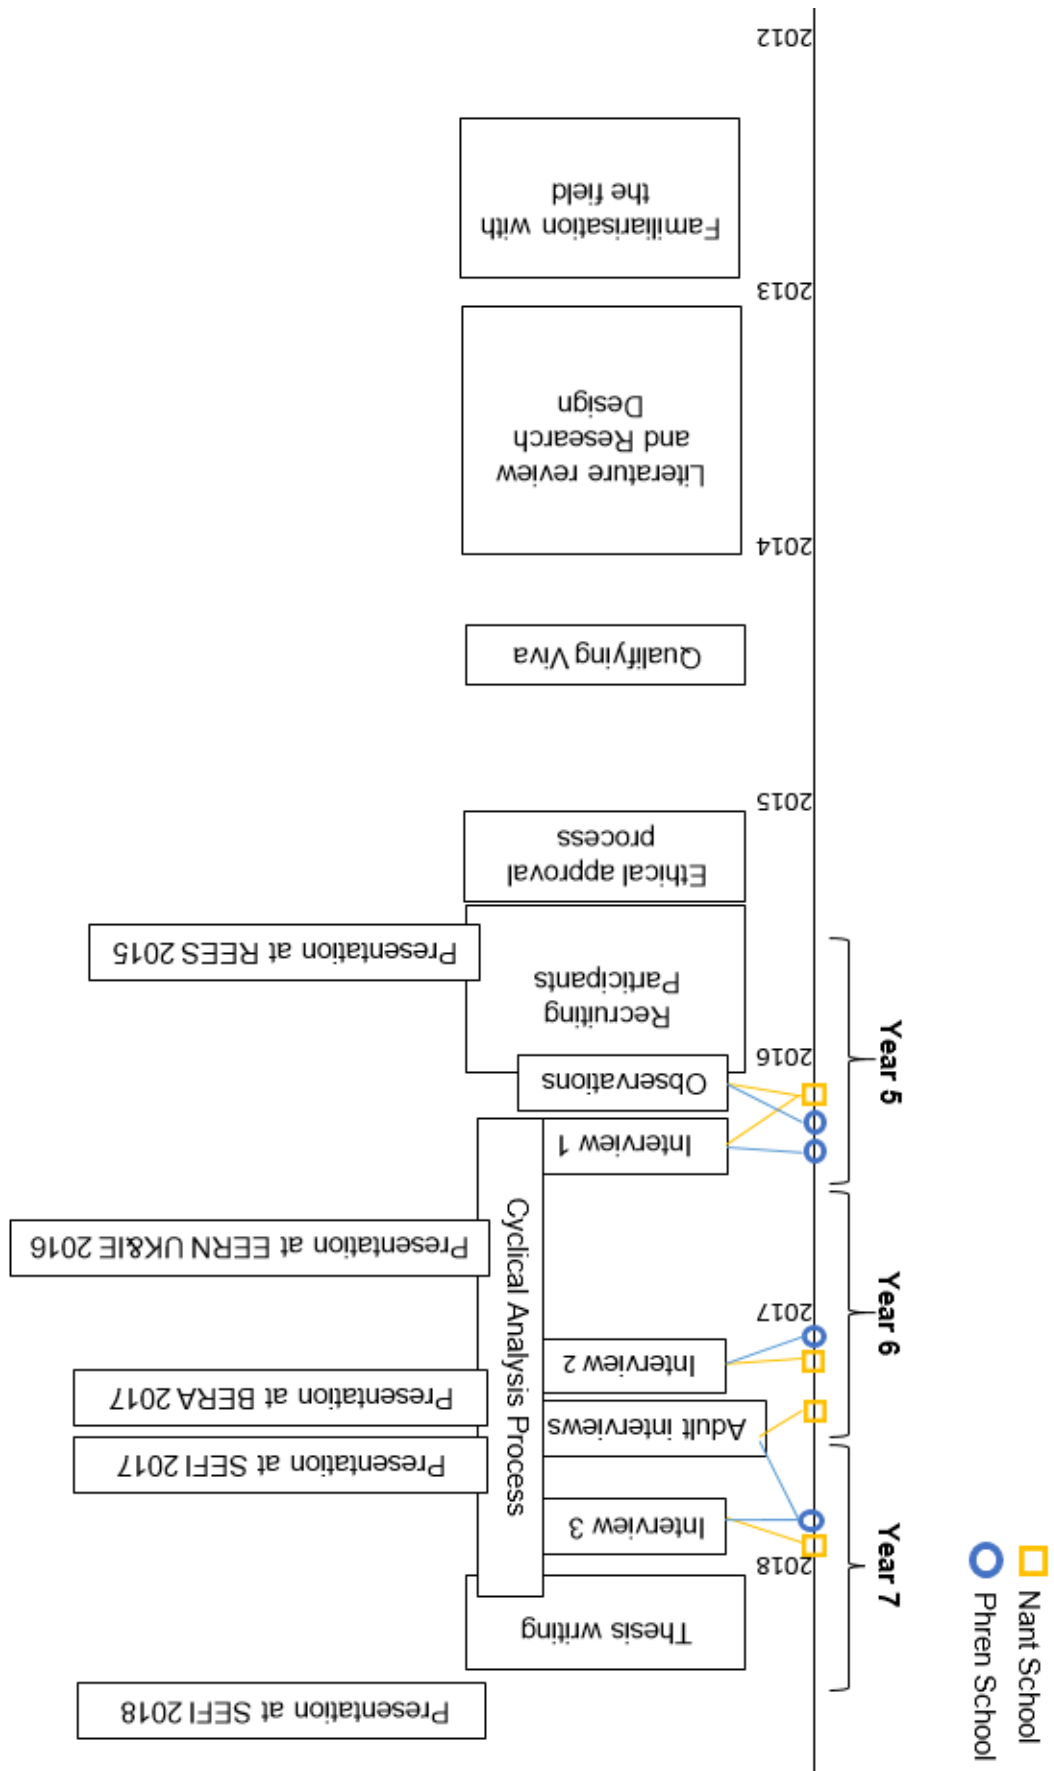 2012
Familiarisation with
the field
2013
Literature review
and Research
Design
2014
Qualifying Viva
2015
Ethical approval
process
Presentation at REES 2015
Recruiting
Participants
Year 5
2016
Observations
Interview 1
Cyclical Analysis Process
Presentation at EERN UK&IE 2016
Year 6
2017
Interview 2
Presentation at BERA 2017
Adult interviews
Presentation at SEFI 2017
Interview 3
Year 7
2018
Thesis writing
Presentation at SEFI 2018
Nant School
Phren School